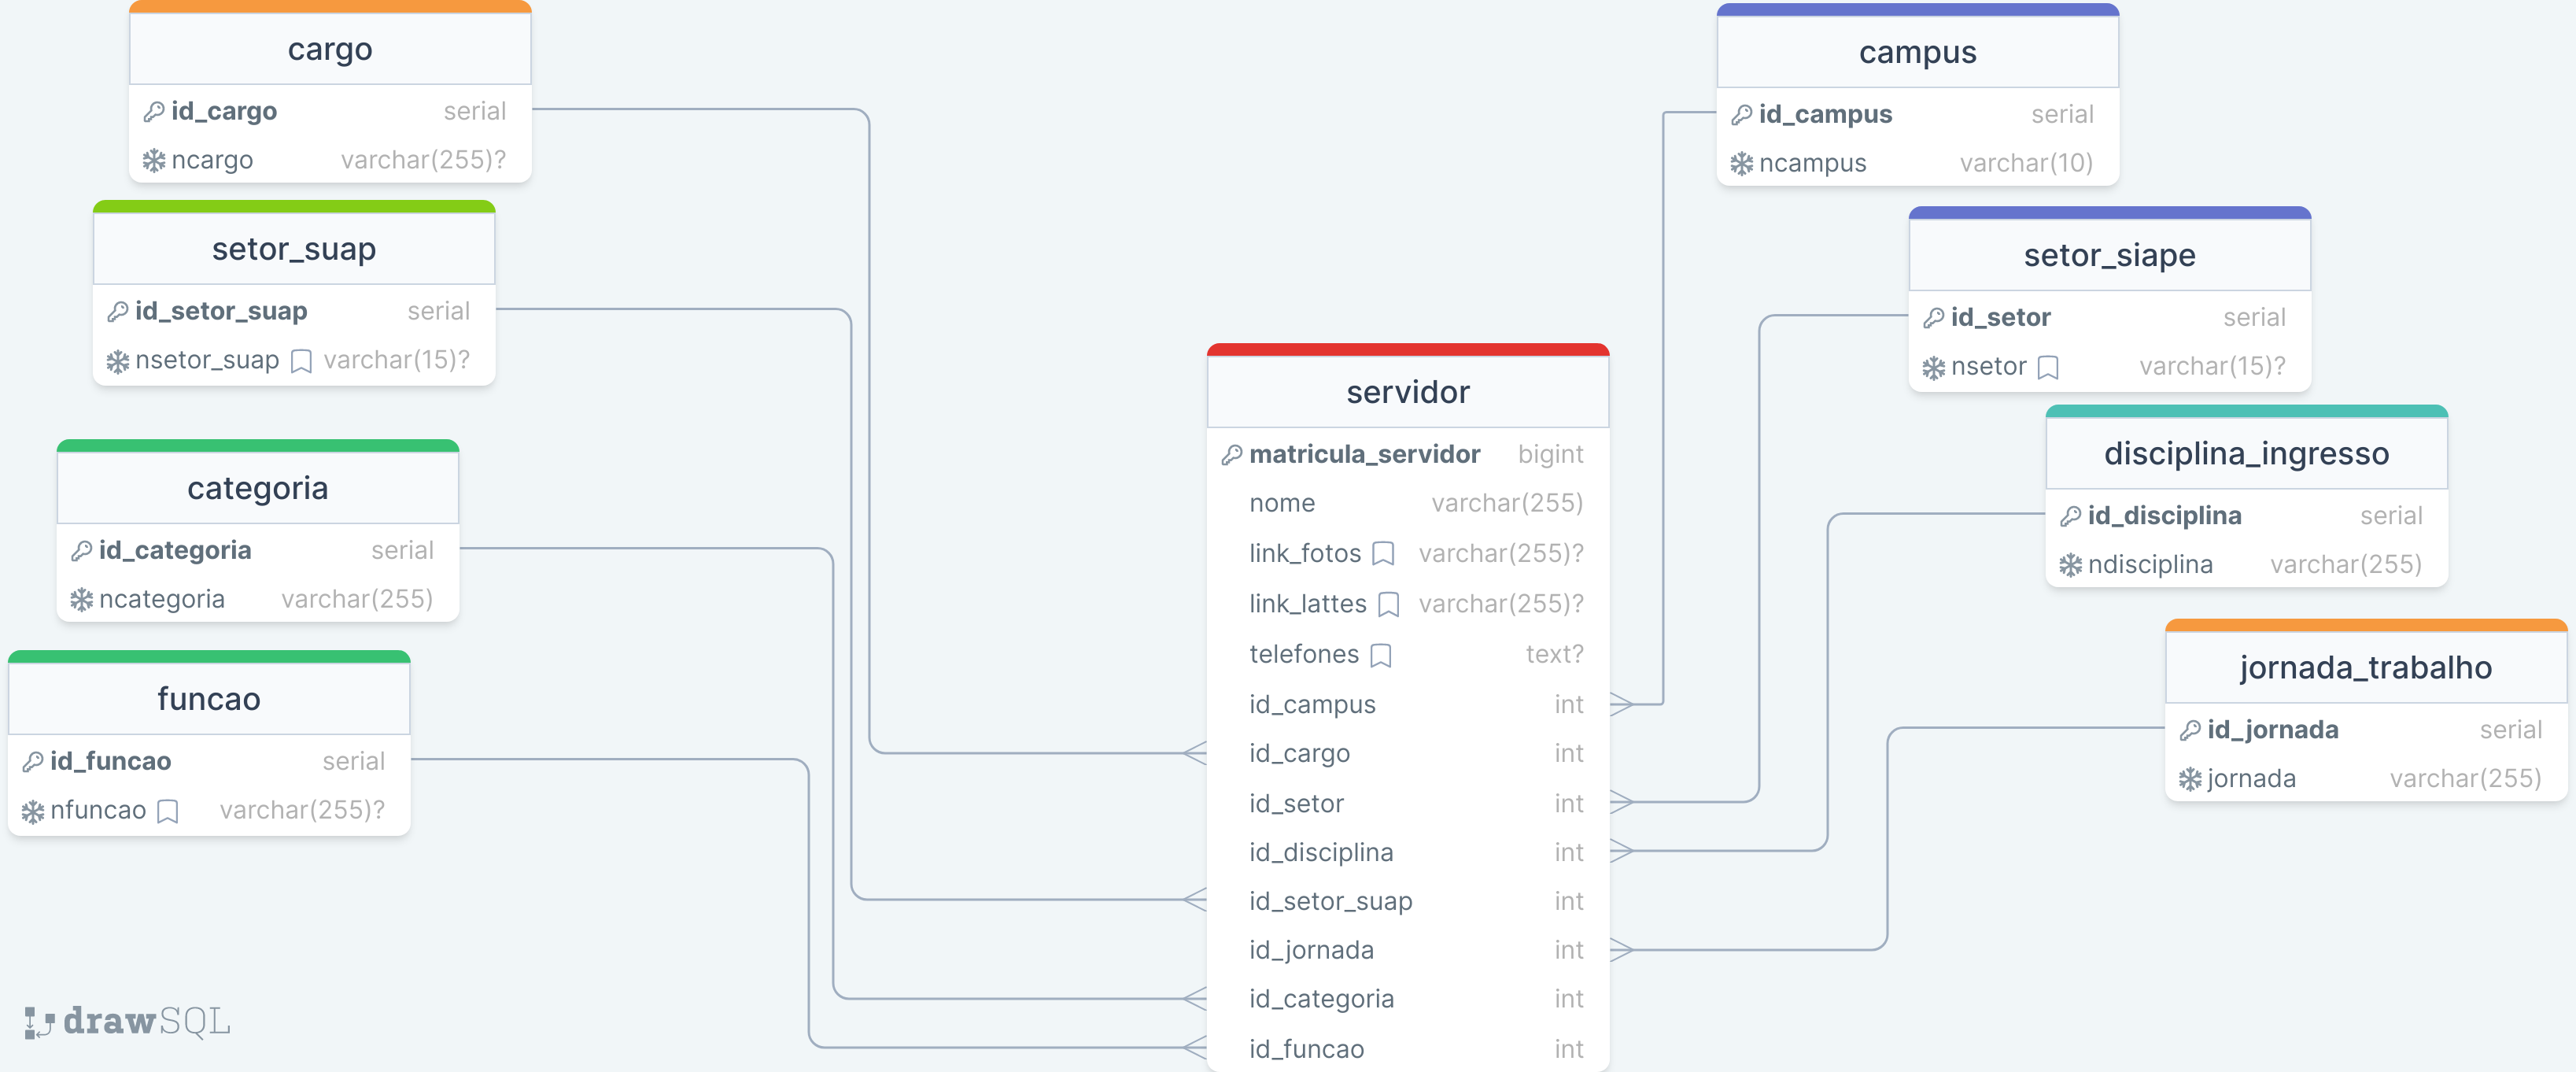 cargo
id_cargo serial
ncargo varchar(255)?
setor_suap
id_setor_suap serial
nsetor_suap varchar(15)?
categoria
id_categoria serial
ncategoria varchar(255)
funcao
id_funcao serial
nfuncao varchar(255)?
servidor
matricula_servidor bigint
nome varchar(255)
link_fotos varchar(255)?
link_lattes varchar(255)?
telefones text?
id_campus int
id_cargo int
id_setor int
id_disciplina int
id_setor_suap int
id_jornada int
id_categoria int
id_funcao int
campus
id_campus serial
ncampus varchar(10)
setor_siape
id_setor serial
nsetor varchar(15)?
disciplina_ingresso
id_disciplina serial
ndisciplina varchar(255)
jornada_trabalho
id_jornada serial
jornada varchar(255)
drawSQL